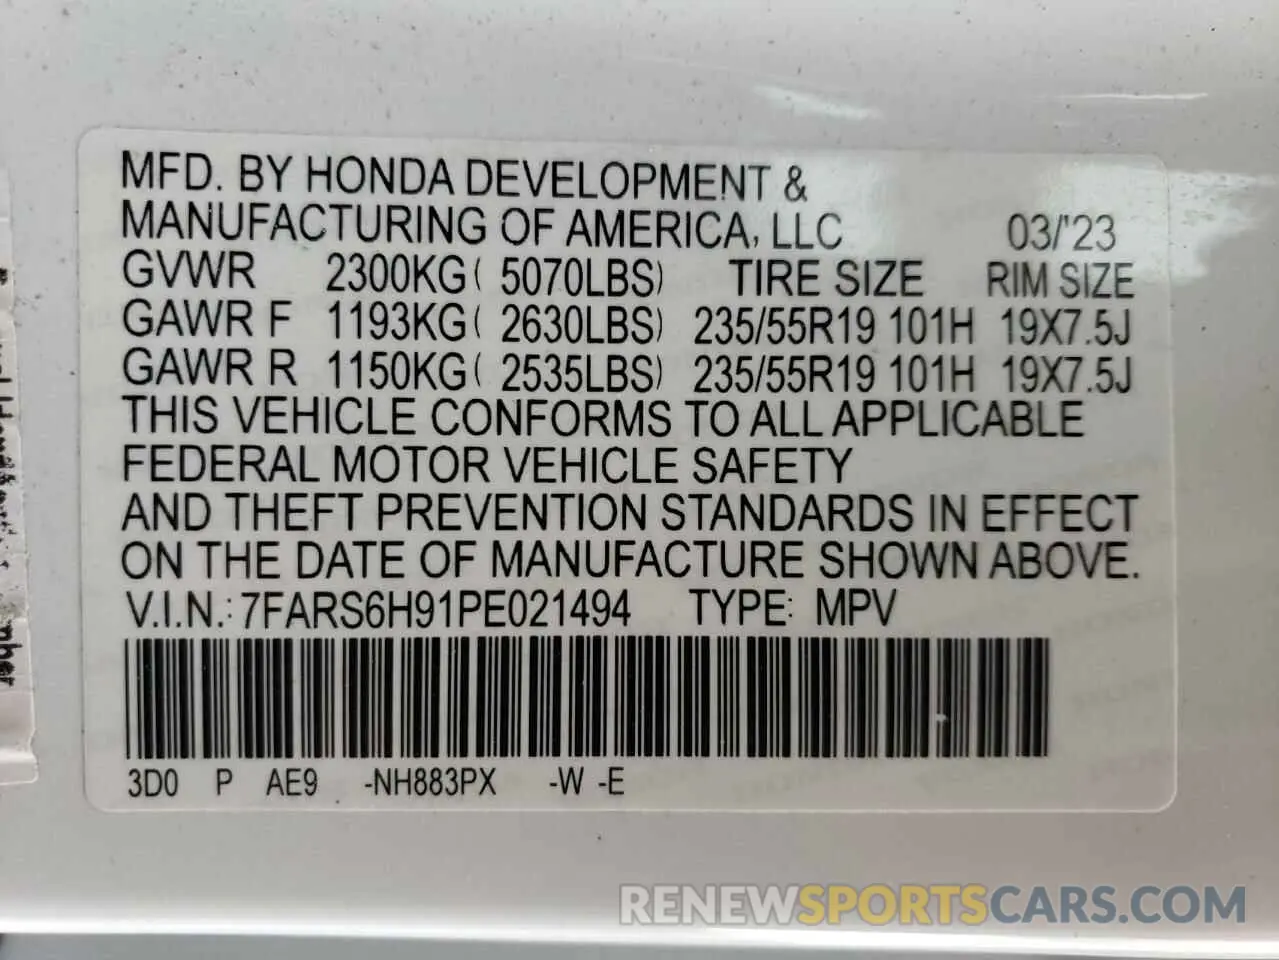 MFD. BY HONDA DEVELOPMENT &
MANUFACTURING OF AMERICA, LLC 03/'23
GVWR 2300KG( 5070LBS) TIRE SIZE RIM SIZE
GAWR F 1193KG( 2630LBS) 235/55R19 101H 19X7.5J
GAWR R 1150KG( 2535LBS) 235/55R19 101H 19X7.5J
THIS VEHICLE CONFORMS TO ALL APPLICABLE
FEDERAL MOTOR VEHICLE SAFETY
AND THEFT PREVENTION STANDARDS IN EFFECT
ON THE DATE OF MANUFACTURE SHOWN ABOVE.
V.I.N.: 7FARS6H91PE021494 TYPE: MPV
3D0 P AE9 -NH883PX -W -E
RENEWSPORTSCARS.COM